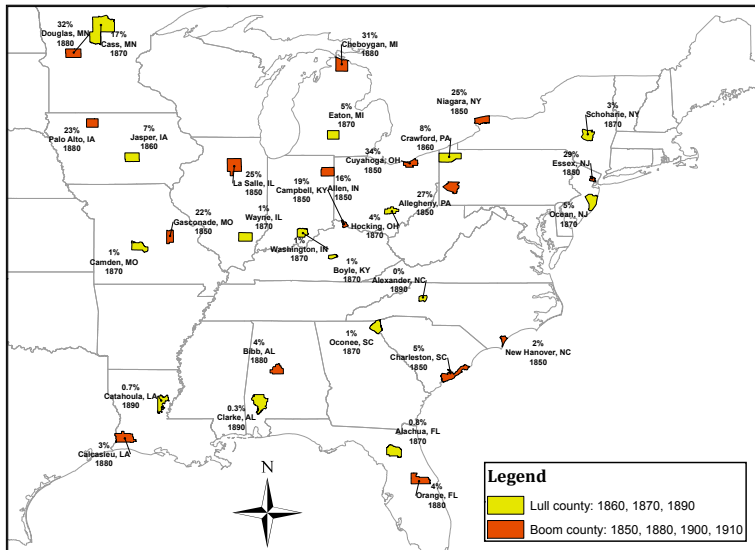 32%
Douglas, MN
1880
17%
Cass, MN
1870
31%
Cheboygan, MI
1880
5%
Eaton, MI
1870
25%
Niagara, NY
1850
3%
Schoharie, NY
1870
23%
Palo Alto, IA
1880
7%
Jasper, IA
1860
8%
Crawford, PA
1860
34%
Cuyahoga, OH
1850
29%
Essex, NJ
1880
25%
La Salle, IL
1850
19%
Campbell, KY
1850
16%
Allen, IN
1850
27%
Allegheny, PA
1850
5%
Ocean, NJ
1870
22%
Gasconade, MO
1850
1%
Wayne, IL
1870
4%
Hocking, OH
1870
1%
Washington, IN
1870
1%
Camden, MO
1870
1%
Boyle, KY
1870
0%
Alexander, NC
1890
1%
Oconee, SC
1870
2%
New Hanover, NC
1850
4%
Bibb, AL
1880
5%
Charleston, SC
1850
0.7%
Catahoula, LA
1890
0.3%
Clarke, AL
1890
0.8%
Alachua, FL
1870
3%
Calcasieu, LA
1880
4%
Orange, FL
1880
N
Legend
Lull county: 1860, 1870, 1890
Boom county: 1850, 1880, 1900, 1910